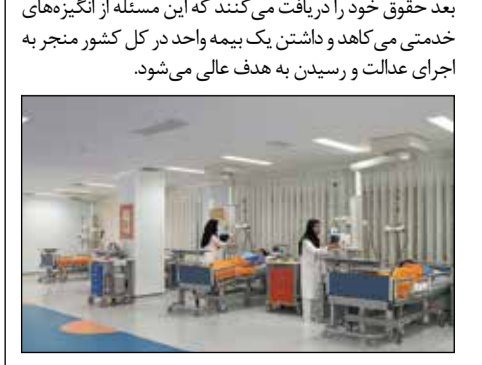 بعد حقوق خود را دریافت می‌کنند که این مسئله از انگیزه‌های
خدمتی می‌کاهد و داشتن یک بیمه واحد در کل کشور منجر به
اجرای عدالت و رسیدن به هدف عالی می‌شود.